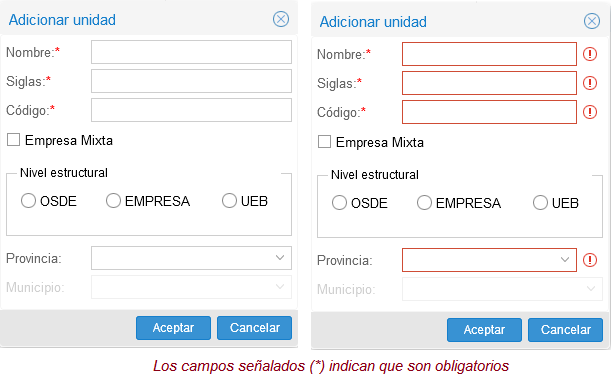 Adicionar unidad
Nombre:*
Siglas:*
Código:*
Empresa Mixta
Nivel estructural
OSDE EMPRESA UEB
Provincia:
Municipio:
Aceptar Cancelar
Adicionar unidad
Nombre:*
Siglas:*
Código:*
Empresa Mixta
Nivel estructural
OSDE EMPRESA UEB
Provincia:
Municipio:
Aceptar Cancelar
Los campos señalados (*) indican que son obligatorios